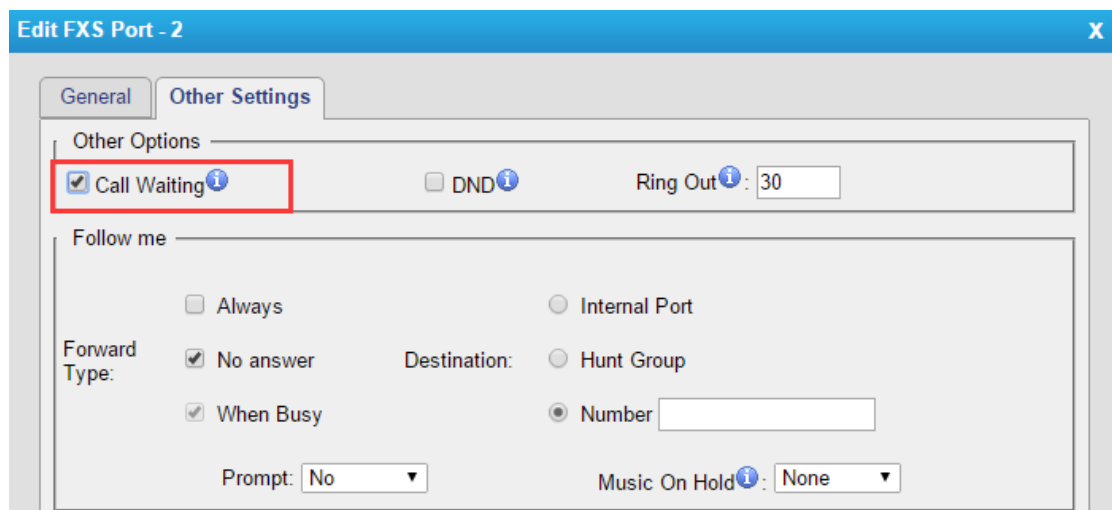 Edit FXS Port - 2 X
General Other Settings
Other Options
Call Waiting DND Ring Out : 30
Follow me
Always Internal Port
Forward Type: No answer Destination: Hunt Group
When Busy Number
Prompt: No Music On Hold : None